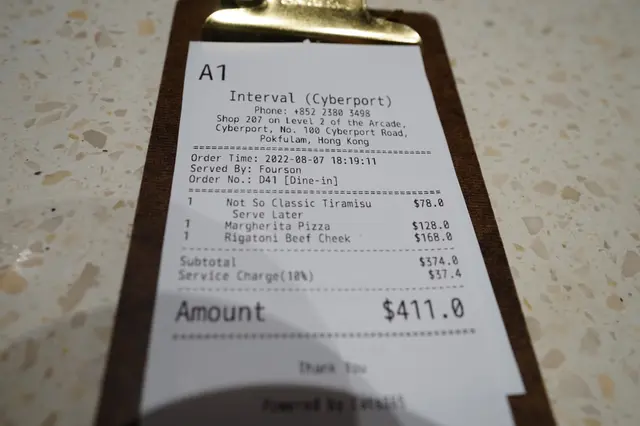 A1
Interval (Cyberport)
Phone: +852 2380 3498
Shop 207 on Level 2 of the Arcade,
Cyberport, No. 100 Cyberport Road,
Pokfulam, Hong Kong
Order Time: 2022-08-07 18:19:11
Served By: Fourson
Order No.: D41 [Dine-in]
1 Not So Classic Tiramisu $78.0
Serve Later
1 Margherita Pizza $128.0
1 Rigatoni Beef Cheek $168.0
Subtotal $374.0
Service Charge(10%) $37.4
Amount $411.0
Thank You
Powered by